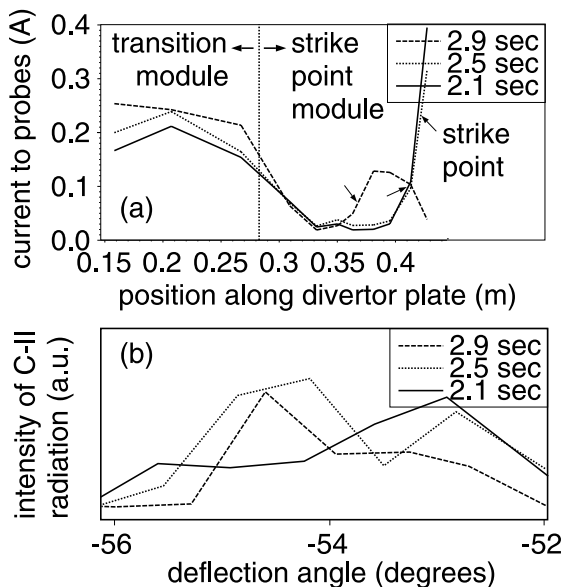 current to probes (A)
0.4
0.3
0.2
0.1
0.0
transition
module
strike
point
module
2.9 sec
2.5 sec
2.1 sec
strike
point
(a)
0.15 0.2 0.25 0.3 0.35 0.4
position along divertor plate (m)
intensity of C-II
radiation (a.u.)
(b)
2.9 sec
2.5 sec
2.1 sec
-56 -54 -52
deflection angle (degrees)